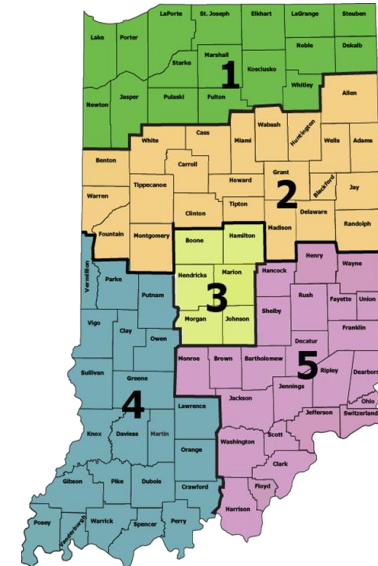 LaPorte
St. Joseph
Elkhart
LaGrange
Steuben
Lake
Porter
Noble
Dekalb
Marshall
Starke
Kosciusko
1
Whitley
Allen
Newton
Jasper
Pulaski
Fulton
Wabash
Huntington
White
Cass
Miami
Wells
Adams
Benton
Carroll
Grant
Tippecanoe
Howard
Blackford
Jay
Warren
2
Tipton
Clinton
Delaware
Randolph
Fountain
Montgomery
Madison
Boone
Hamilton
Henry
Wayne
Vermillion
Parke
Hendricks
Marion
Hancock
Putnam
3
Rush
Fayette
Union
Shelby
Vigo
Clay
Morgan
Johnson
Franklin
Owen
Decatur
Monroe
Brown
Bartholomew
5
Sullivan
Greene
Ripley
Dearborn
Jennings
4
Lawrence
Jackson
Ohio
Jefferson
Switzerland
Knox
Daviess
Martin
Washington
Scott
Orange
Clark
Gibson
Pike
Dubois
Crawford
Floyd
Harrison
Posey
Vanderburgh
Warrick
Spencer
Perry